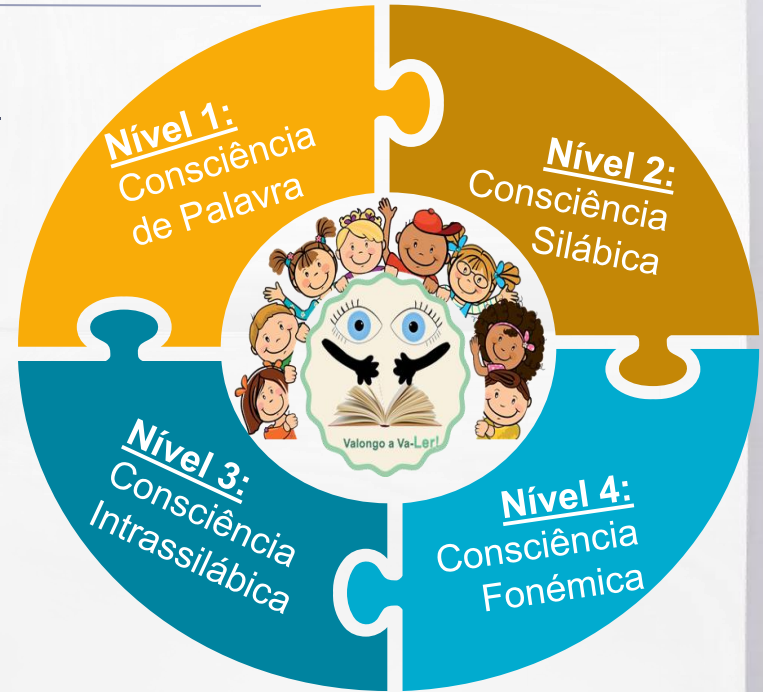 Nível 1:
Consciência
de Palavra
Nível 2:
Consciência
Silábica
Nível 3:
Consciência
Intrassilábica
Nível 4:
Consciência
Fonémica
Valongo a Va-Ler!